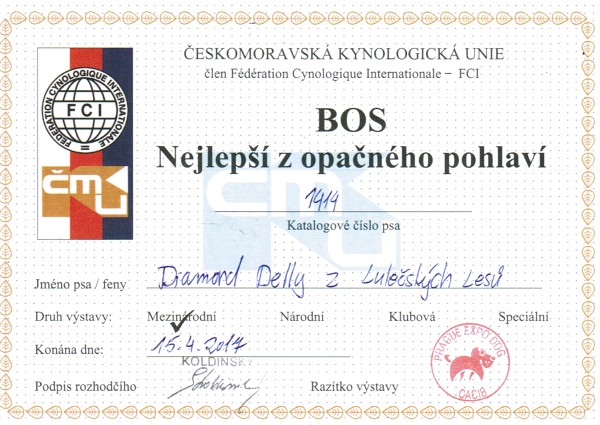 ČESKOMORAVSKÁ KYNOLOGICKÁ UNIE
člen Fédération Cynologique Internationale – FCI
FEDERATION CYNOLOGIQUE INTERNATIONALE
FCI
ČMKU
BOS
Nejlepší z opačného pohlaví
1414
Katalogové číslo psa
Jméno psa / feny Diamond Delly z Lulečských Lesů
Druh výstavy: Mezinárodní Národní Klubová Speciální
Konána dne: 15.4.2017
KOLDINSKÝ
Podpis rozhodčího Razítko výstavy
PRAGUE EXPO DOG
CACIB